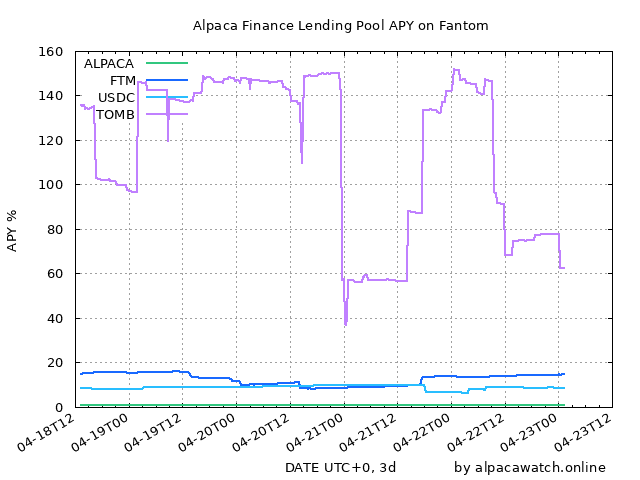 Alpaca Finance Lending Pool APY on Fantom
160
140
120
100
80
60
40
20
0
APY %
ALPACA
FTM
USDC
TOMB
04-18T12
04-19T00
04-19T12
04-20T00
04-20T12
04-21T00
04-21T12
04-22T00
04-22T12
04-23T00
04-23T12
DATE UTC+0, 3d
by alpacawatch.online